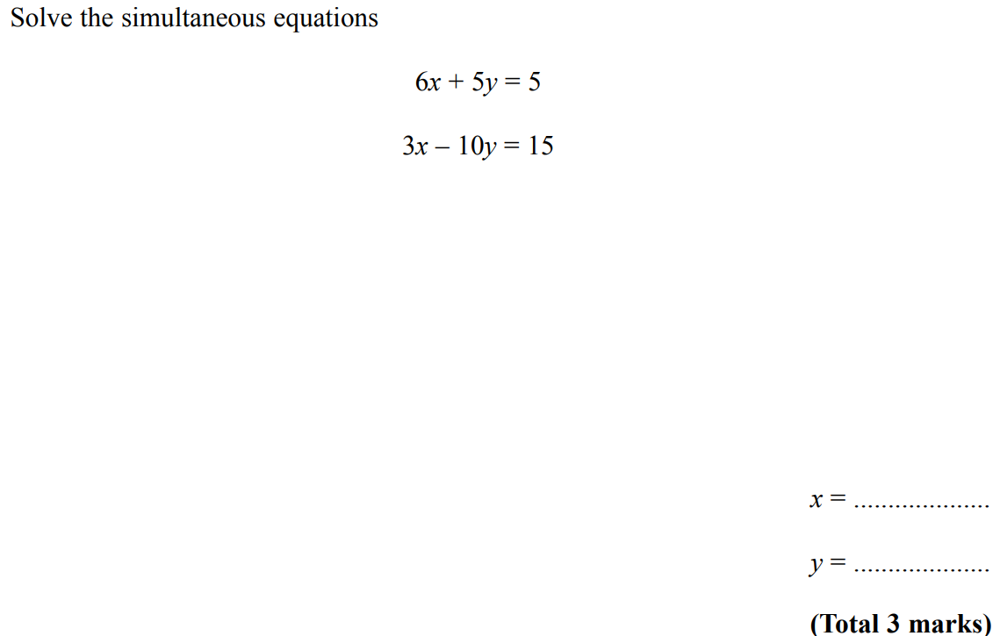 Solve the simultaneous equations
6x + 5y = 5
3x – 10y = 15
x = .....................
y = .....................
(Total 3 marks)